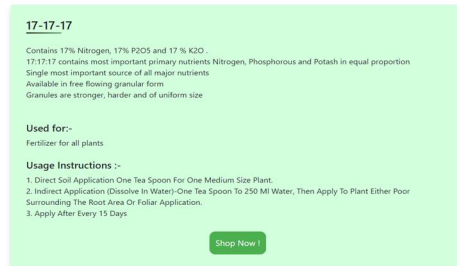 17-17-17
Contains 17% Nitrogen, 17% P2O5 and 17 % K2O .
17:17:17 contains most important primary nutrients Nitrogen, Phosphorous and Potash in equal proportion
Single most important source of all major nutrients
Available in free flowing granular form
Granules are stronger, harder and of uniform size
Used for:-
Fertilizer for all plants
Usage Instructions :-
1. Direct Soil Application One Tea Spoon For One Medium Size Plant.
2. Indirect Application (Dissolve In Water)-One Tea Spoon To 250 Ml Water, Then Apply To Plant Either Poor
Surrounding The Root Area Or Foliar Application.
3. Apply After Every 15 Days
Shop Now !